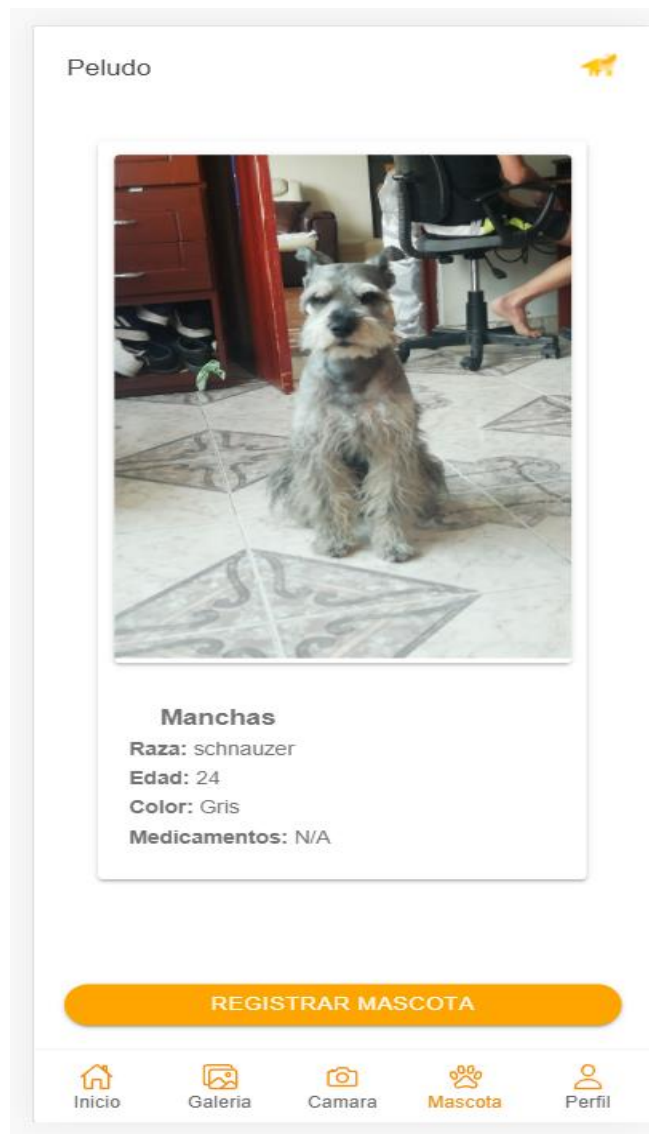 Peludo
Manchas
Raza: schnauzer
Edad: 24
Color: Gris
Medicamentos: N/A
REGISTRAR MASCOTA
Inicio Galeria Camara Mascota Perfil